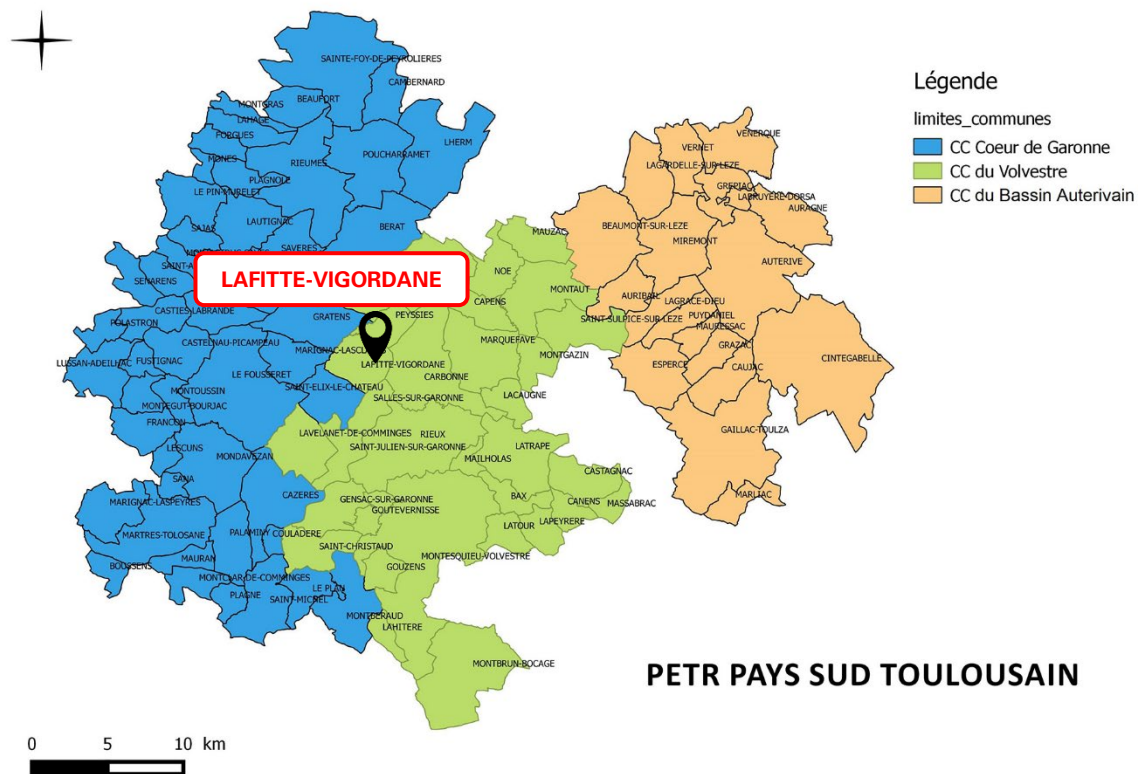 SAINTE-FOY-DE-PEYROLIERES
CAMBERNARD
BEAUFORT
MONTGRAS
LAHAGE
FORGUES
LHERM
POUCHARRAMET
MONES
RIEUMES
PLAGNOLE
LE PIN-MURELET
LAUTIGNAC
SAJAS
BERAT
SAVERES
SENARENS
LAFITTE-VIGORDANE
CASTIES-LABRANDE
POLASTRON
GRATENS
PEYSSIES
CASTELNAU-PICAMPEAU
LUSSAN-ADEILHAC
FUSTIGNAC
LE FOUSSERET
LAFITTE-VIGORDANE
SAINT-ELIX-LE-CHATEAU
MONTOUSSIN
MONTEGUT-BOURJAC
FRANCON
MAUZAC
NOE
CAPENS
MONTAUT
MARQUEFAVE
MONTGAZIN
CARBONNE
SALLES-SUR-GARONNE
LACAUGNE
LAVELANET-DE-COMMINGES
RIEUX
SAINT-JULIEN-SUR-GARONNE
LATRAPE
MAILHOLAS
CASTAGNAC
LESCUNS
MONDAVEZAN
SANA
CAZERES
GENSAC-SUR-GARONNE
GOUTEVERNISSE
BAX
CANENS
MASSABRAC
LATOUR
LAPEYRERE
MARIGNAC-LASPEYRES
MARTRES-TOLOSANE
PALAMINY
COULADERE
SAINT-CHRISTAUD
MONTESQUIEU-VOLVESTRE
BOUSSENS
MAURAN
GOUZENS
MONTCLAR-DE-COMMINGES
LE PLAN
PLAGNE
SAINT-MICHEL
MONTBERAUD
LAHITERE
MONTBRUN-BOCAGE
VENERQUE
VERNET
LAGARDELLE-SUR-LEZE
GREPIAC
LABRUYERE-DORSA
AURAGNE
BEAUMONT-SUR-LEZE
MIREMONT
AUTERIVE
AURIBAIL
LAGRACE-DIEU
SAINT-SULPICE-SUR-LEZE
PUYDANIEL
MAURESSAC
GRAZAC
ESPERCE
CAUJAC
CINTEGABELLE
GAILLAC-TOULZA
MARLIAC
Légende
limites_communes
CC Coeur de Garonne
CC du Volvestre
CC du Bassin Auterivain
PETR PAYS SUD TOULOUSAIN
0 5 10 km